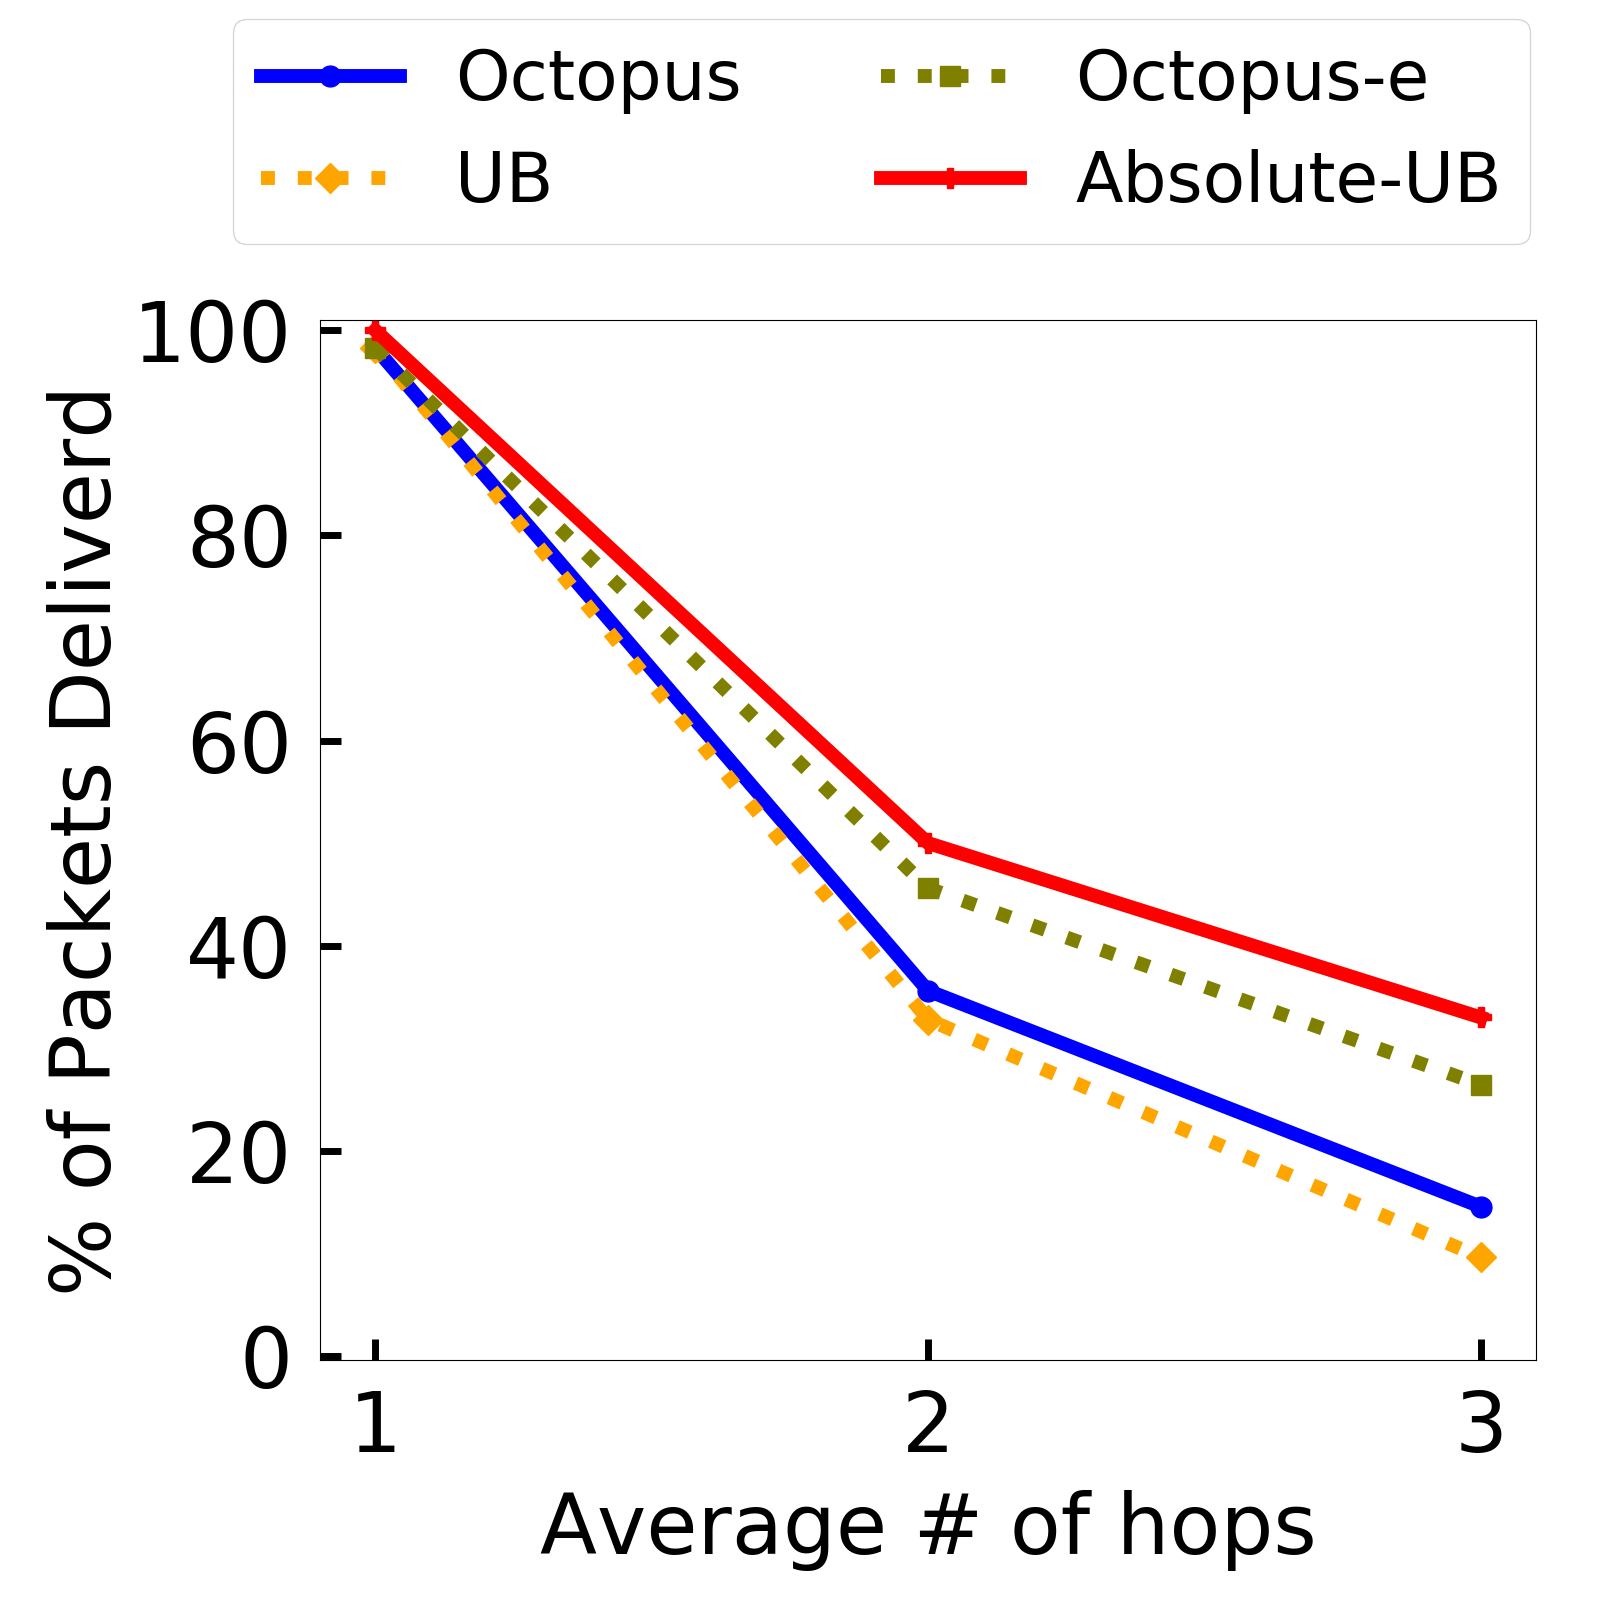 Octopus
Octopus-e
UB
Absolute-UB
100
80
60
40
20
0
% of Packets Deliverd
1 2 3
Average # of hops